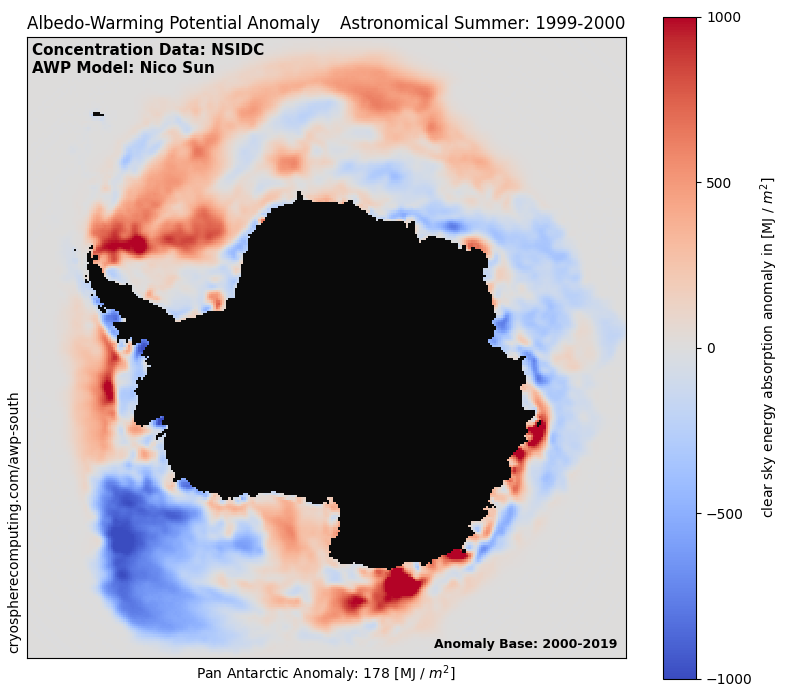 Albedo-Warming Potential Anomaly    Astronomical Summer: 1999-2000
Concentration Data: NSIDC
AWP Model: Nico Sun
cryospherecomputing.com/awp-south
Anomaly Base: 2000-2019
Pan Antarctic Anomaly: 178 [MJ / m²]
1000
500
0
−500
−1000
clear sky energy absorption anomaly in [MJ / m²]